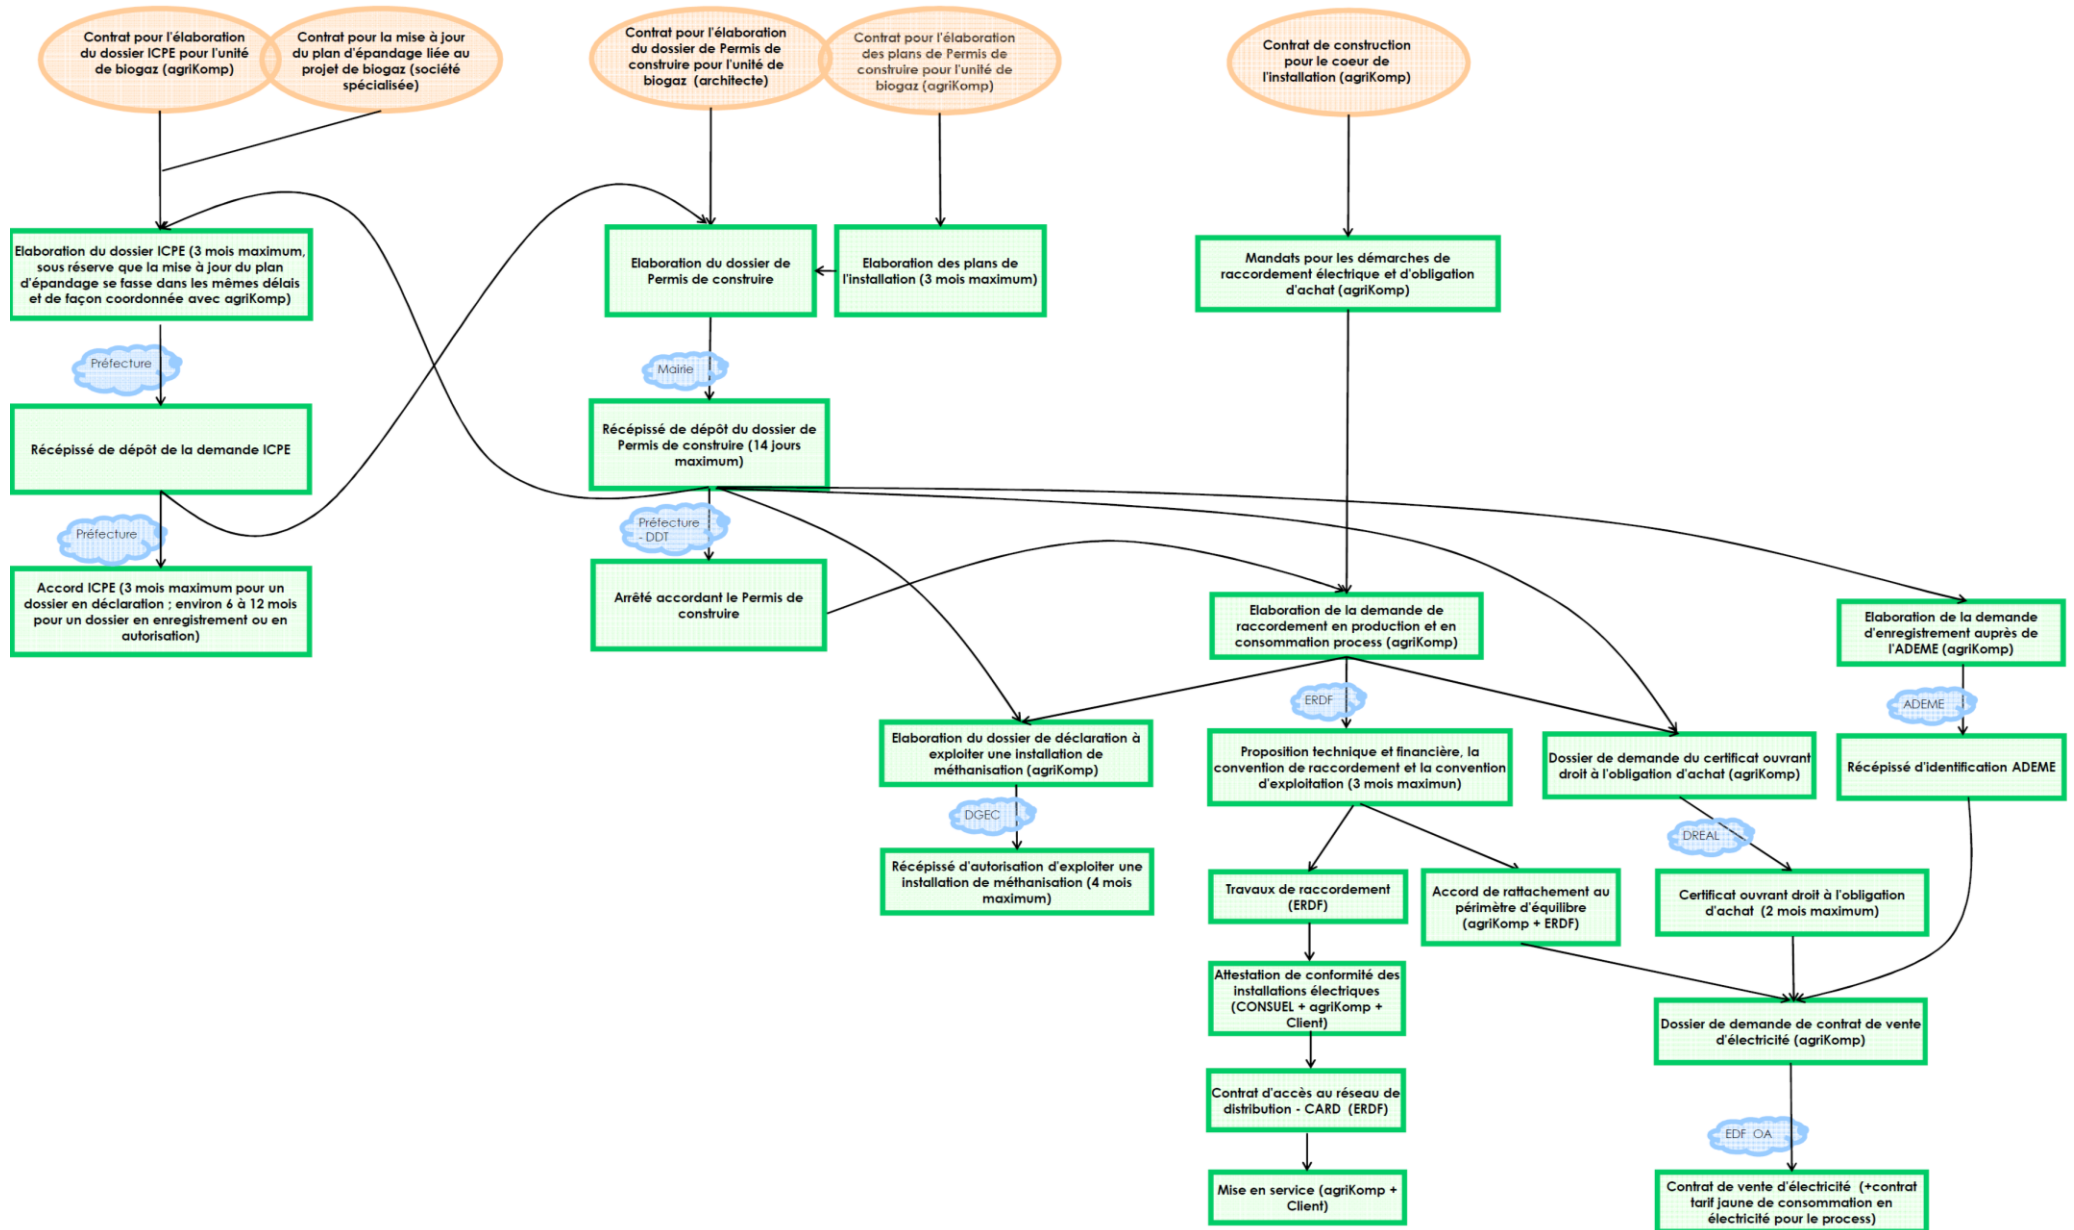 Contrat pour l'élaboration
du dossier ICPE pour l'unité
de biogaz (agriKomp)
Contrat pour la mise à jour
du plan d'épandage liée au
projet de biogaz (société
spécialisée)
Contrat pour l'élaboration
du dossier de Permis de
construire pour l'unité de
biogaz  (architecte)
Contrat pour l'élaboration
des plans de Permis de
construire pour l'unité de
biogaz (agriKomp)
Contrat de construction
pour le coeur de
l'installation (agriKomp)
Elaboration du dossier ICPE (3 mois maximum,
sous réserve que la mise à jour du plan
d'épandage se fasse dans les mêmes délais
et de façon coordonnée avec agriKomp)
Elaboration du dossier de
Permis de construire
Elaboration des plans de
l'installation (3 mois maximum)
Mandats pour les démarches de
raccordement électrique et d'obligation
d'achat (agriKomp)
Préfecture
Mairie
Récépissé de dépôt de la demande ICPE
Récépissé de dépôt du dossier de
Permis de construire (14 jours
maximum)
Préfecture
Préfecture
- DDT
Accord ICPE (3 mois maximum pour un
dossier en déclaration ; environ 6 à 12 mois
pour un dossier en enregistrement ou en
autorisation)
Arrêté accordant le Permis de
construire
Elaboration de la demande de
raccordement en production et en
consommation process (agriKomp)
Elaboration de la demande
d'enregistrement auprès de
l'ADEME (agriKomp)
ERDF
ADEME
Elaboration du dossier de déclaration à
exploiter une installation de
méthanisation (agriKomp)
Proposition technique et financière, la
convention de raccordement et la convention
d'exploitation (3 mois maximun)
Dossier de demande du certificat ouvrant
droit à l'obligation d'achat (agriKomp)
Récépissé d'identification ADEME
DGEC
DREAL
Récépissé d'autorisation d'exploiter une
installation de méthanisation (4 mois
maximum)
Travaux de raccordement
(ERDF)
Accord de rattachement au
périmètre d'équilibre
(agriKomp + ERDF)
Certificat ouvrant droit à l'obligation
d'achat  (2 mois maximum)
Attestation de conformité des
installations électriques
(CONSUEL + agriKomp +
Client)
Dossier de demande de contrat de vente
d'électricité (agriKomp)
Contrat d'accès au réseau de
distribution - CARD  (ERDF)
EDF OA
Mise en service (agriKomp +
Client)
Contrat de vente d'électricité  (+contrat
tarif jaune de consommation en
électricité pour le process)